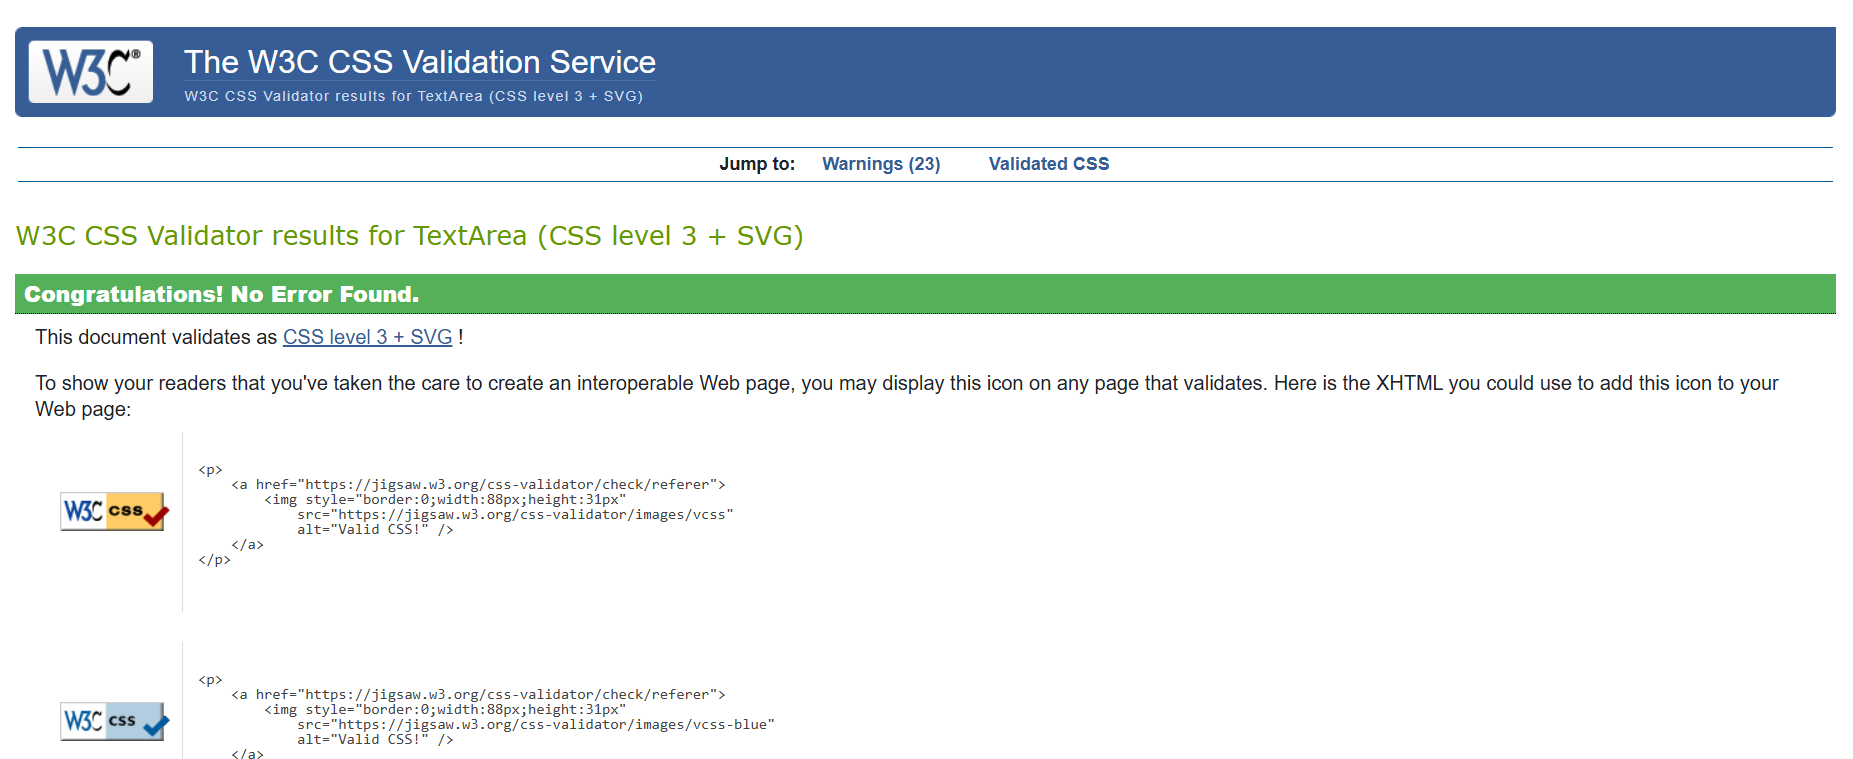 W3C®
The W3C CSS Validation Service
W3C CSS Validator results for TextArea (CSS level 3 + SVG)
Jump to: Warnings (23) Validated CSS
W3C CSS Validator results for TextArea (CSS level 3 + SVG)
Congratulations! No Error Found.
This document validates as CSS level 3 + SVG !
To show your readers that you've taken the care to create an interoperable Web page, you may display this icon on any page that validates. Here is the XHTML you could use to add this icon to your
Web page:
W3C css
<p>
    <a href="https://jigsaw.w3.org/css-validator/check/referer">
        <img style="border:0;width:88px;height:31px"
            src="https://jigsaw.w3.org/css-validator/images/vcss"
            alt="Valid CSS!" />
    </a>
</p>
W3C css
<p>
    <a href="https://jigsaw.w3.org/css-validator/check/referer">
        <img style="border:0;width:88px;height:31px"
            src="https://jigsaw.w3.org/css-validator/images/vcss-blue"
            alt="Valid CSS!" />
    </a>